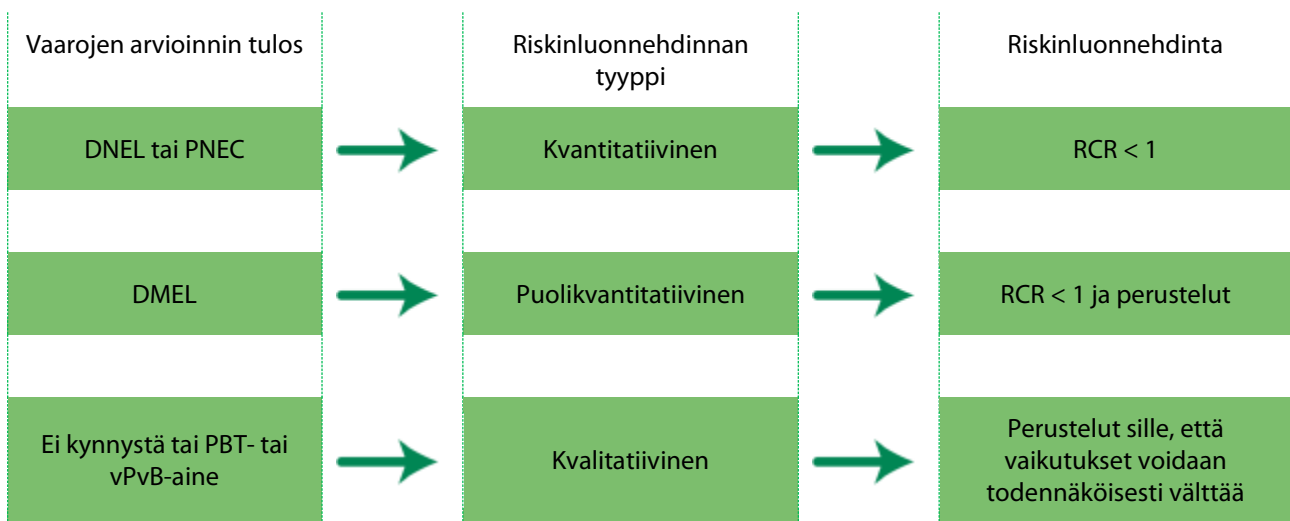 Vaarojen arvioinnin tulos
Riskinluonnehdinnan
tyyppi
Riskinluonnehdinta
DNEL tai PNEC
Kvantitatiivinen
RCR < 1
DMEL
Puolikvantitatiivinen
RCR < 1 ja perustelut
Ei kynnystä tai PBT- tai
vPvB-aine
Kvalitatiivinen
Perustelut sille, että
vaikutukset voidaan
todennäköisesti välttää